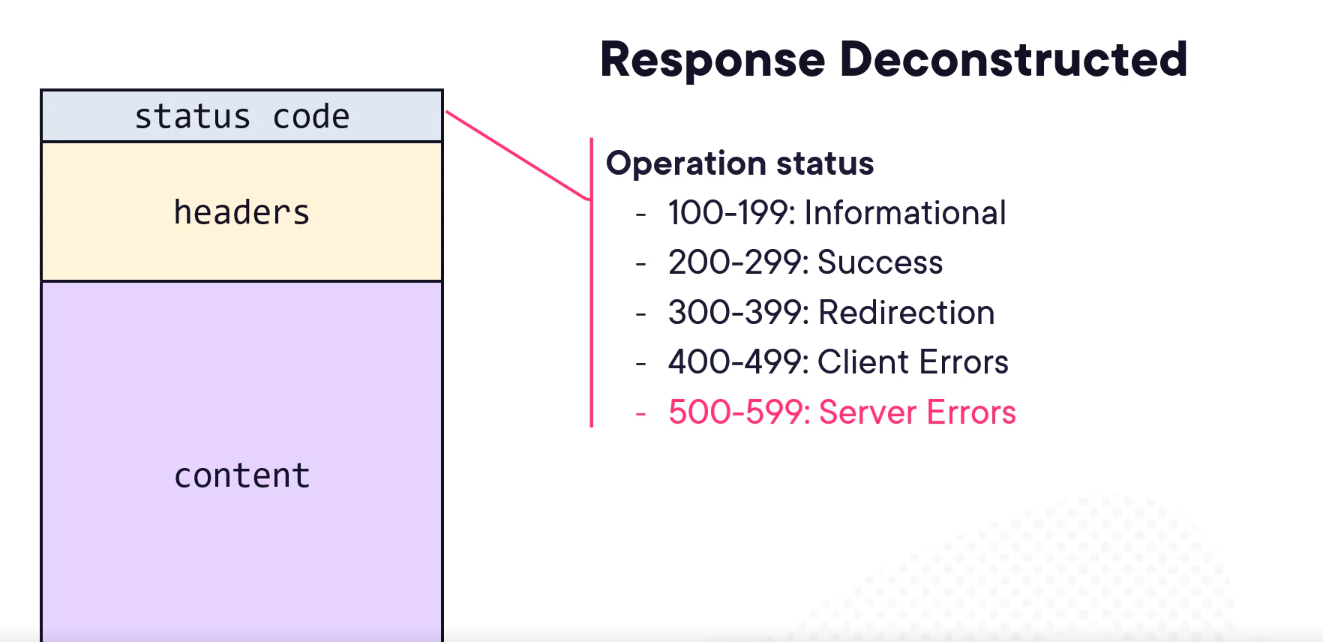 Response Deconstructed
status code
headers
content
Operation status
- 100-199: Informational
- 200-299: Success
- 300-399: Redirection
- 400-499: Client Errors
- 500-599: Server Errors